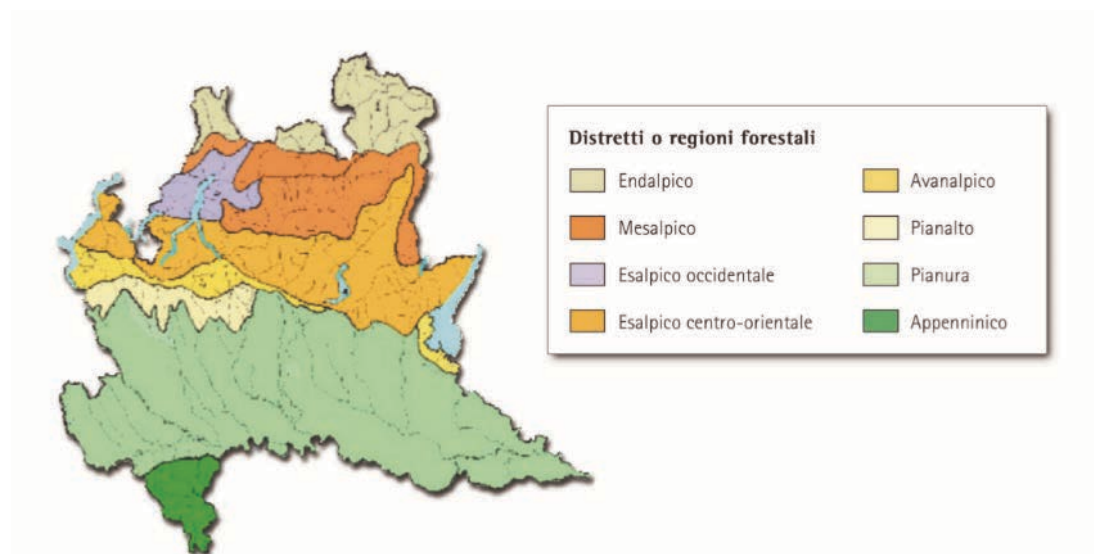 Distretti o regioni forestali
Endalpico
Mesalpico
Esalpico occidentale
Esalpico centro-orientale
Avanalpico
Pianalto
Pianura
Appenninico